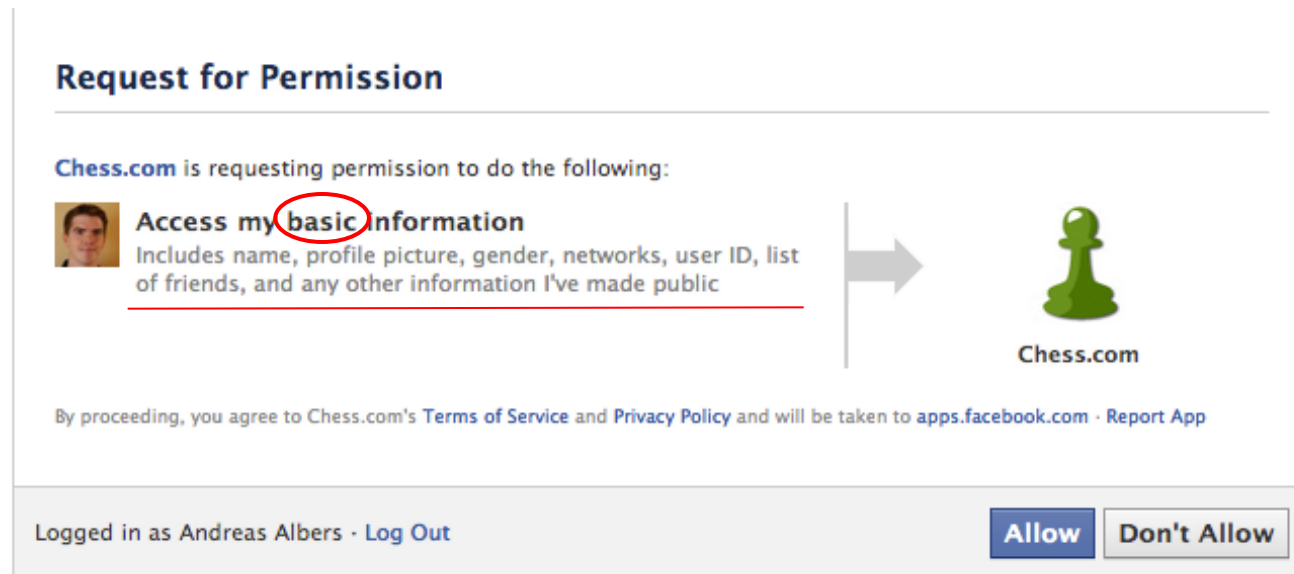 Request for Permission
Chess.com is requesting permission to do the following:
Access my basic information
Includes name, profile picture, gender, networks, user ID, list
of friends, and any other information I've made public
Chess.com
By proceeding, you agree to Chess.com's Terms of Service and Privacy Policy and will be taken to apps.facebook.com · Report App
Logged in as Andreas Albers · Log Out
Allow
Don't Allow